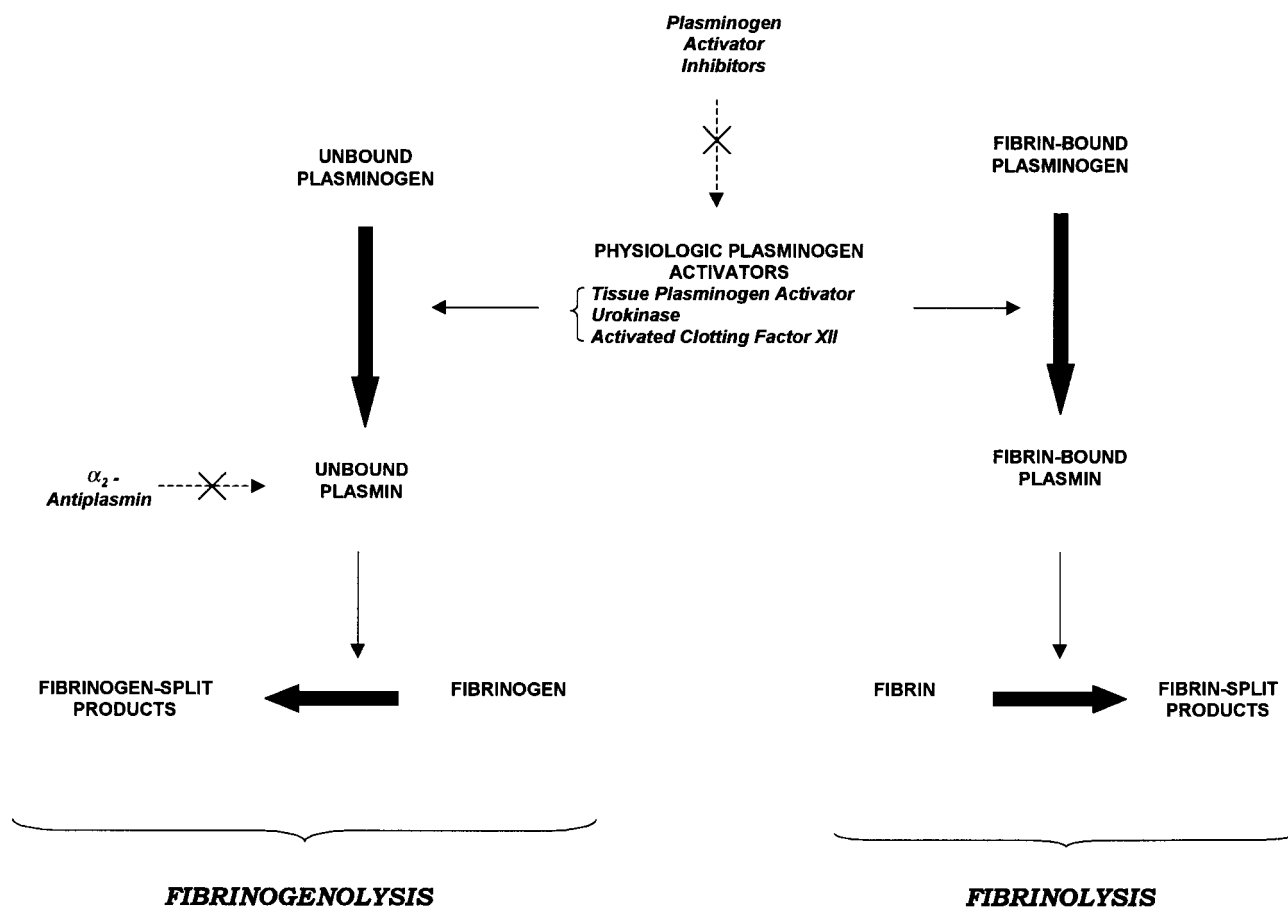 Plasminogen
Activator
Inhibitors
UNBOUND
PLASMINOGEN
FIBRIN-BOUND
PLASMINOGEN
PHYSIOLOGIC PLASMINOGEN
ACTIVATORS
Tissue Plasminogen Activator
Urokinase
Activated Clotting Factor XII
α2 -
Antiplasmin
UNBOUND
PLASMIN
FIBRIN-BOUND
PLASMIN
FIBRINOGEN-SPLIT
PRODUCTS
FIBRINOGEN
FIBRIN
FIBRIN-SPLIT
PRODUCTS
FIBRINOGENOLYSIS
FIBRINOLYSIS